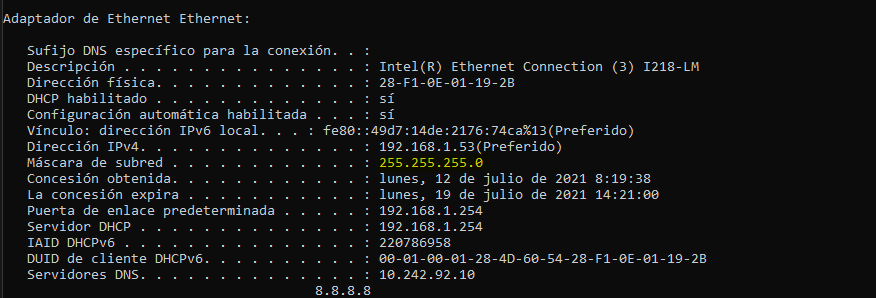 Adaptador de Ethernet Ethernet:
Sufijo DNS específico para la conexión. . :
Descripción . . . . . . . . . . . . . . . : Intel(R) Ethernet Connection (3) I218-LM
Dirección física. . . . . . . . . . . . . : 28-F1-0E-01-19-2B
DHCP habilitado . . . . . . . . . . . . . : sí
Configuración automática habilitada . . . : sí
Vínculo: dirección IPv6 local. . . : fe80::49d7:14de:2176:74ca%13(Preferido)
Dirección IPv4. . . . . . . . . . . . . . : 192.168.1.53(Preferido)
Máscara de subred . . . . . . . . . . . . : 255.255.255.0
Concesión obtenida. . . . . . . . . . . . : lunes, 12 de julio de 2021 8:19:38
La concesión expira . . . . . . . . . . . : lunes, 19 de julio de 2021 14:21:00
Puerta de enlace predeterminada . . . . . : 192.168.1.254
Servidor DHCP . . . . . . . . . . . . . . : 192.168.1.254
IAID DHCPv6 . . . . . . . . . . . . . . . : 220786958
DUID de cliente DHCPv6. . . . . . . . . . : 00-01-00-01-28-4D-60-54-28-F1-0E-01-19-2B
Servidores DNS. . . . . . . . . . . . . . : 10.242.92.10
8.8.8.8